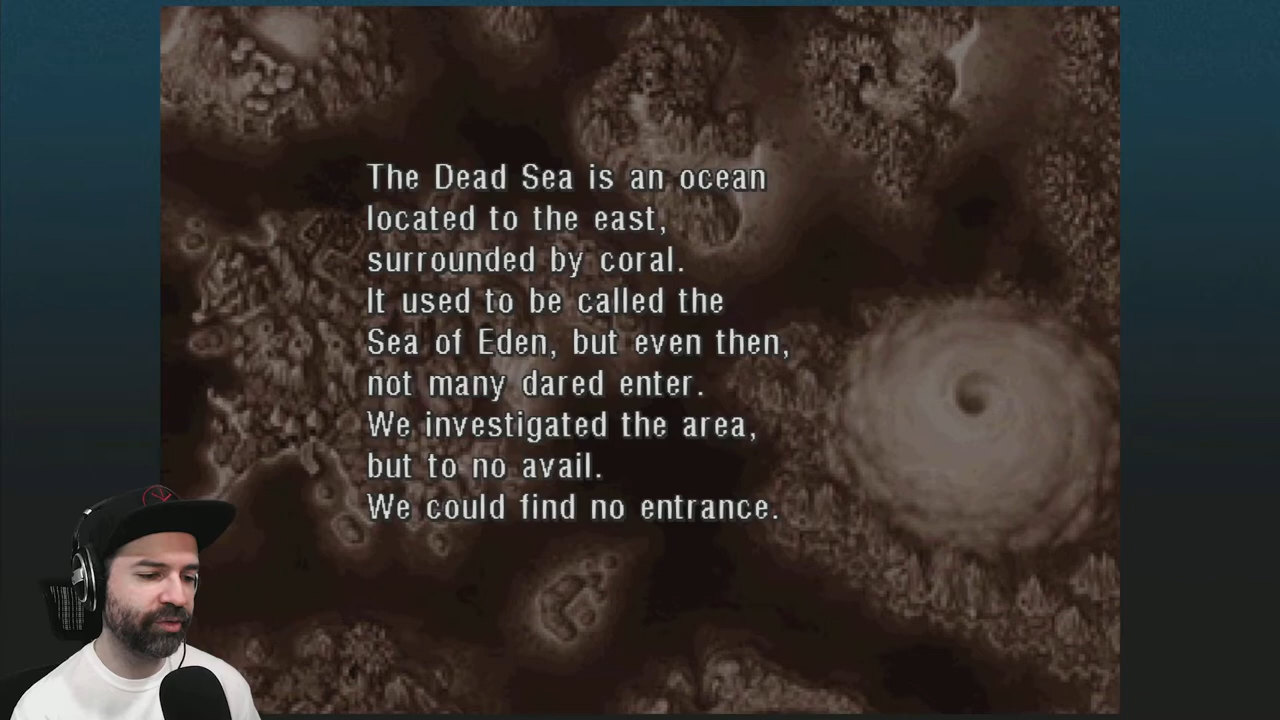 The Dead Sea is an ocean
located to the east,
surrounded by coral.
It used to be called the
Sea of Eden, but even then,
not many dared enter.
We investigated the area,
but to no avail.
We could find no entrance.